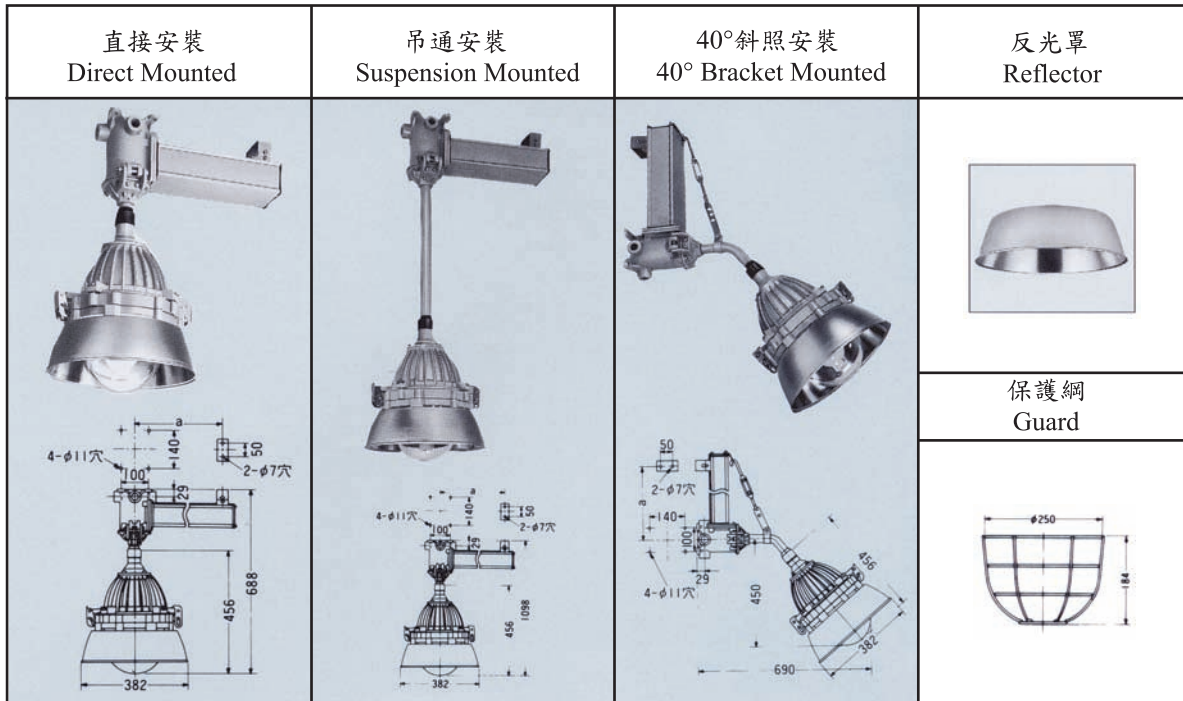 直接安裝
Direct Mounted
吊通安裝
Suspension Mounted
40°斜照安裝
40° Bracket Mounted
反光罩
Reflector
a
140
50
4-φ11穴
100
2-φ7穴
29
456
688
382
a
140
50
4-φ11穴
100
2-φ7穴
29
456
1098
382
50
2-φ7穴
a
140
100
29
4-φ11穴
450
456
382
690
保護網
Guard
φ250
184